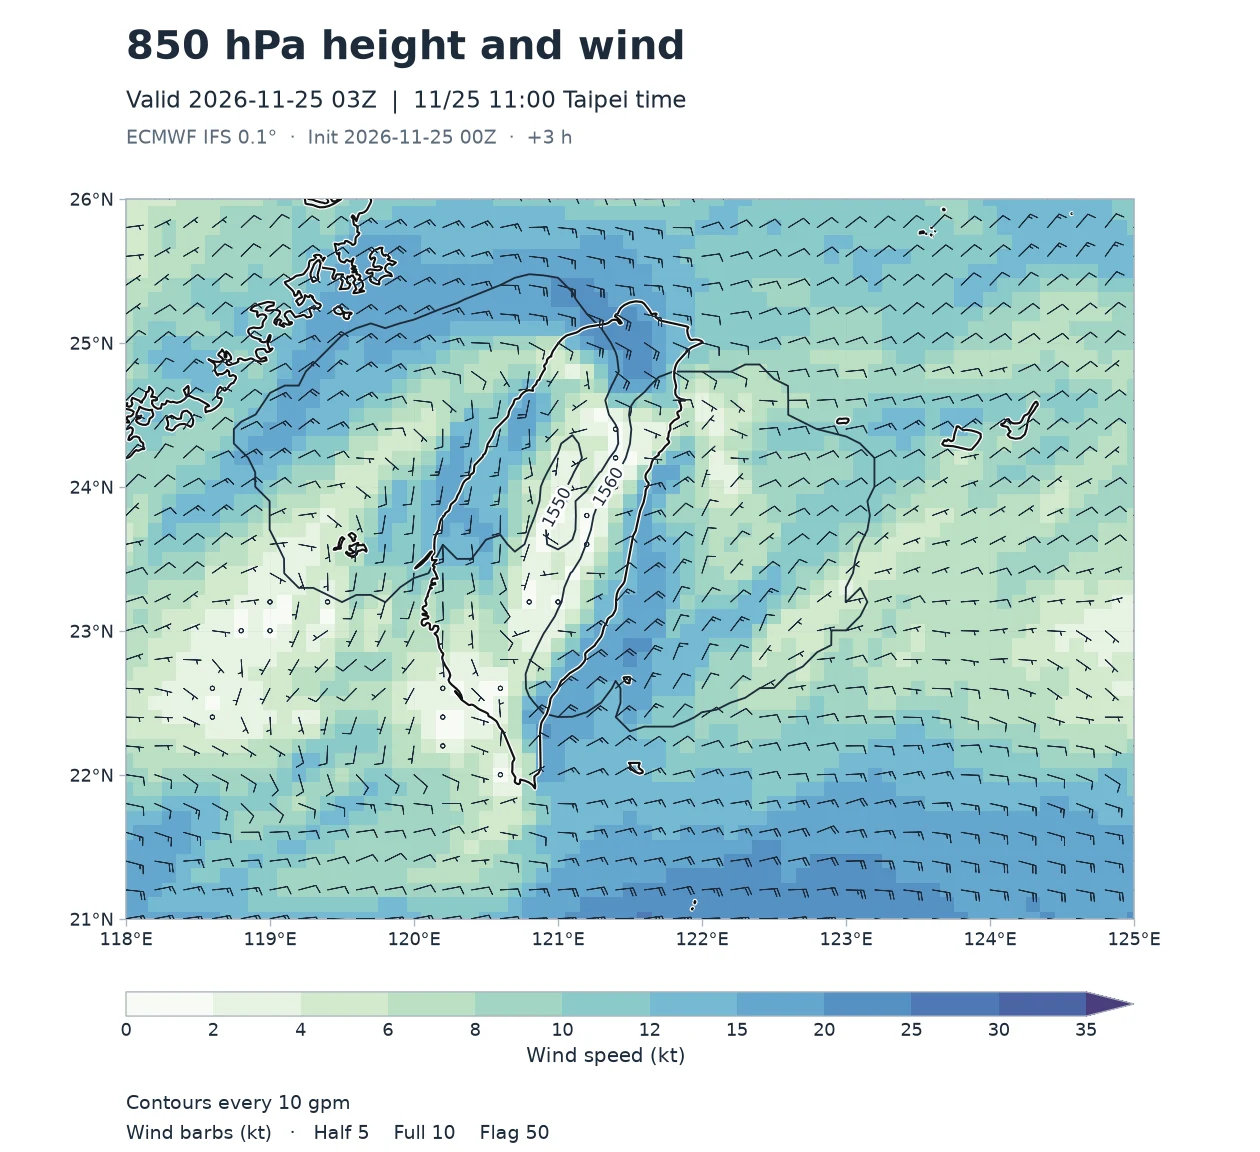 850 hPa height and wind
Valid 2026-11-25 03Z | 11/25 11:00 Taipei time
ECMWF IFS 0.1° · Init 2026-11-25 00Z · +3 h
26°N
25°N
24°N
23°N
22°N
21°N
1550
1560
118°E 119°E 120°E 121°E 122°E 123°E 124°E 125°E
0 2 4 6 8 10 12 15 20 25 30 35
Wind speed (kt)
Contours every 10 gpm
Wind barbs (kt) · Half 5 Full 10 Flag 50